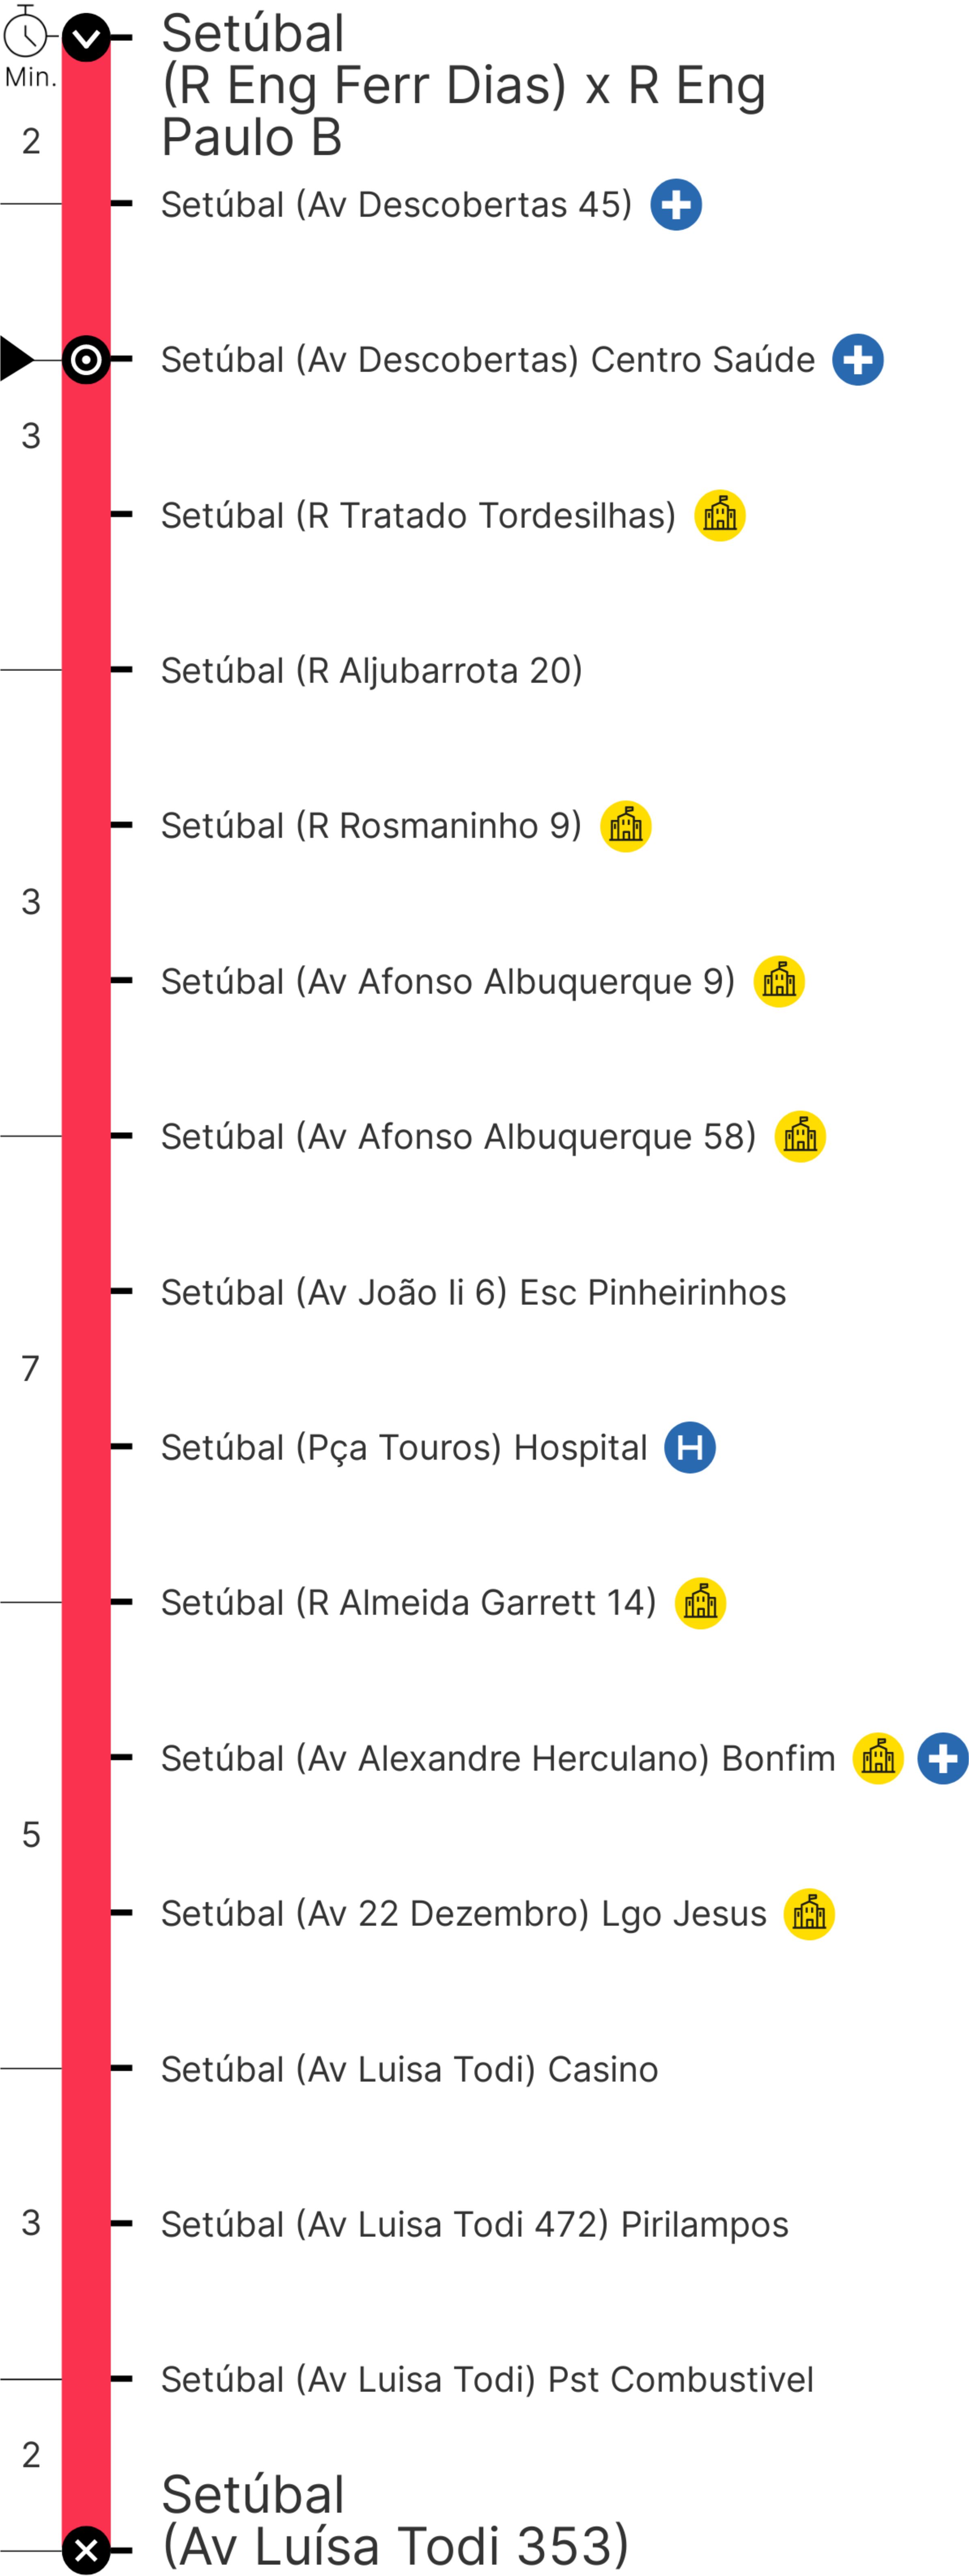 Min.
Setúbal
(R Eng Ferr Dias) x R Eng
Paulo B
2
Setúbal (Av Descobertas 45)
Setúbal (Av Descobertas) Centro Saúde
3
Setúbal (R Tratado Tordesilhas)
Setúbal (R Aljubarrota 20)
Setúbal (R Rosmaninho 9)
3
Setúbal (Av Afonso Albuquerque 9)
Setúbal (Av Afonso Albuquerque 58)
Setúbal (Av João Ii 6) Esc Pinheirinhos
7
Setúbal (Pça Touros) Hospital H
Setúbal (R Almeida Garrett 14)
Setúbal (Av Alexandre Herculano) Bonfim
5
Setúbal (Av 22 Dezembro) Lgo Jesus
Setúbal (Av Luisa Todi) Casino
3
Setúbal (Av Luisa Todi 472) Pirilampos
Setúbal (Av Luisa Todi) Pst Combustivel
2
Setúbal
(Av Luísa Todi 353)